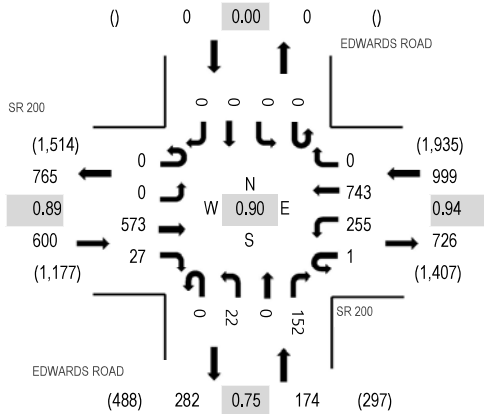 () 0 0.00 0 ()
EDWARDS ROAD
SR 200
0 0 0 0
(1,514) 0 0 (1,935)
765 999
0 N 743
0.89 W 0.90 E 0.94
573 255
600 S 726
27 1
(1,177) (1,407)
0 22 0 152
SR 200
EDWARDS ROAD
(488) 282 0.75 174 (297)